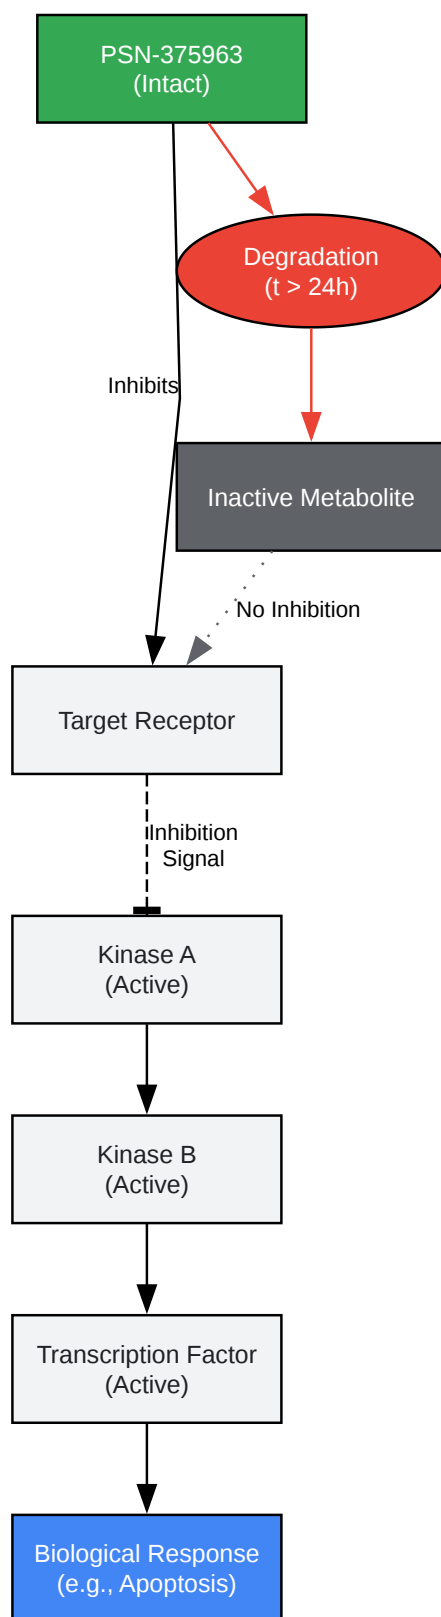 PSN-375963
(Intact)
Degradation
(t > 24h)
Inhibits
Inactive Metabolite
No Inhibition
Target Receptor
Inhibition
Signal
Kinase A
(Active)
Kinase B
(Active)
Transcription Factor
(Active)
Biological Response
(e.g., Apoptosis)